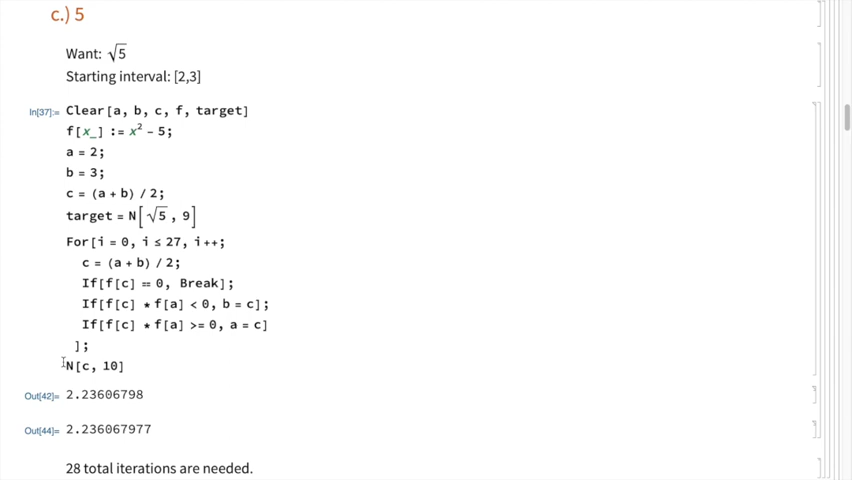 c.) 5
Want: √5
Starting interval: [2,3]
In[37]:= Clear[a, b, c, f, target]
f[x_] := x² - 5;
a = 2;
b = 3;
c = (a + b) / 2;
target = N[√5, 9]
For[i = 0, i ≤ 27, i++;
c = (a + b) / 2;
If[f[c] == 0, Break];
If[f[c] * f[a] < 0, b = c];
If[f[c] * f[a] >= 0, a = c]
];
N[c, 10]
Out[42]= 2.23606798
Out[44]= 2.236067977
28 total iterations are needed.